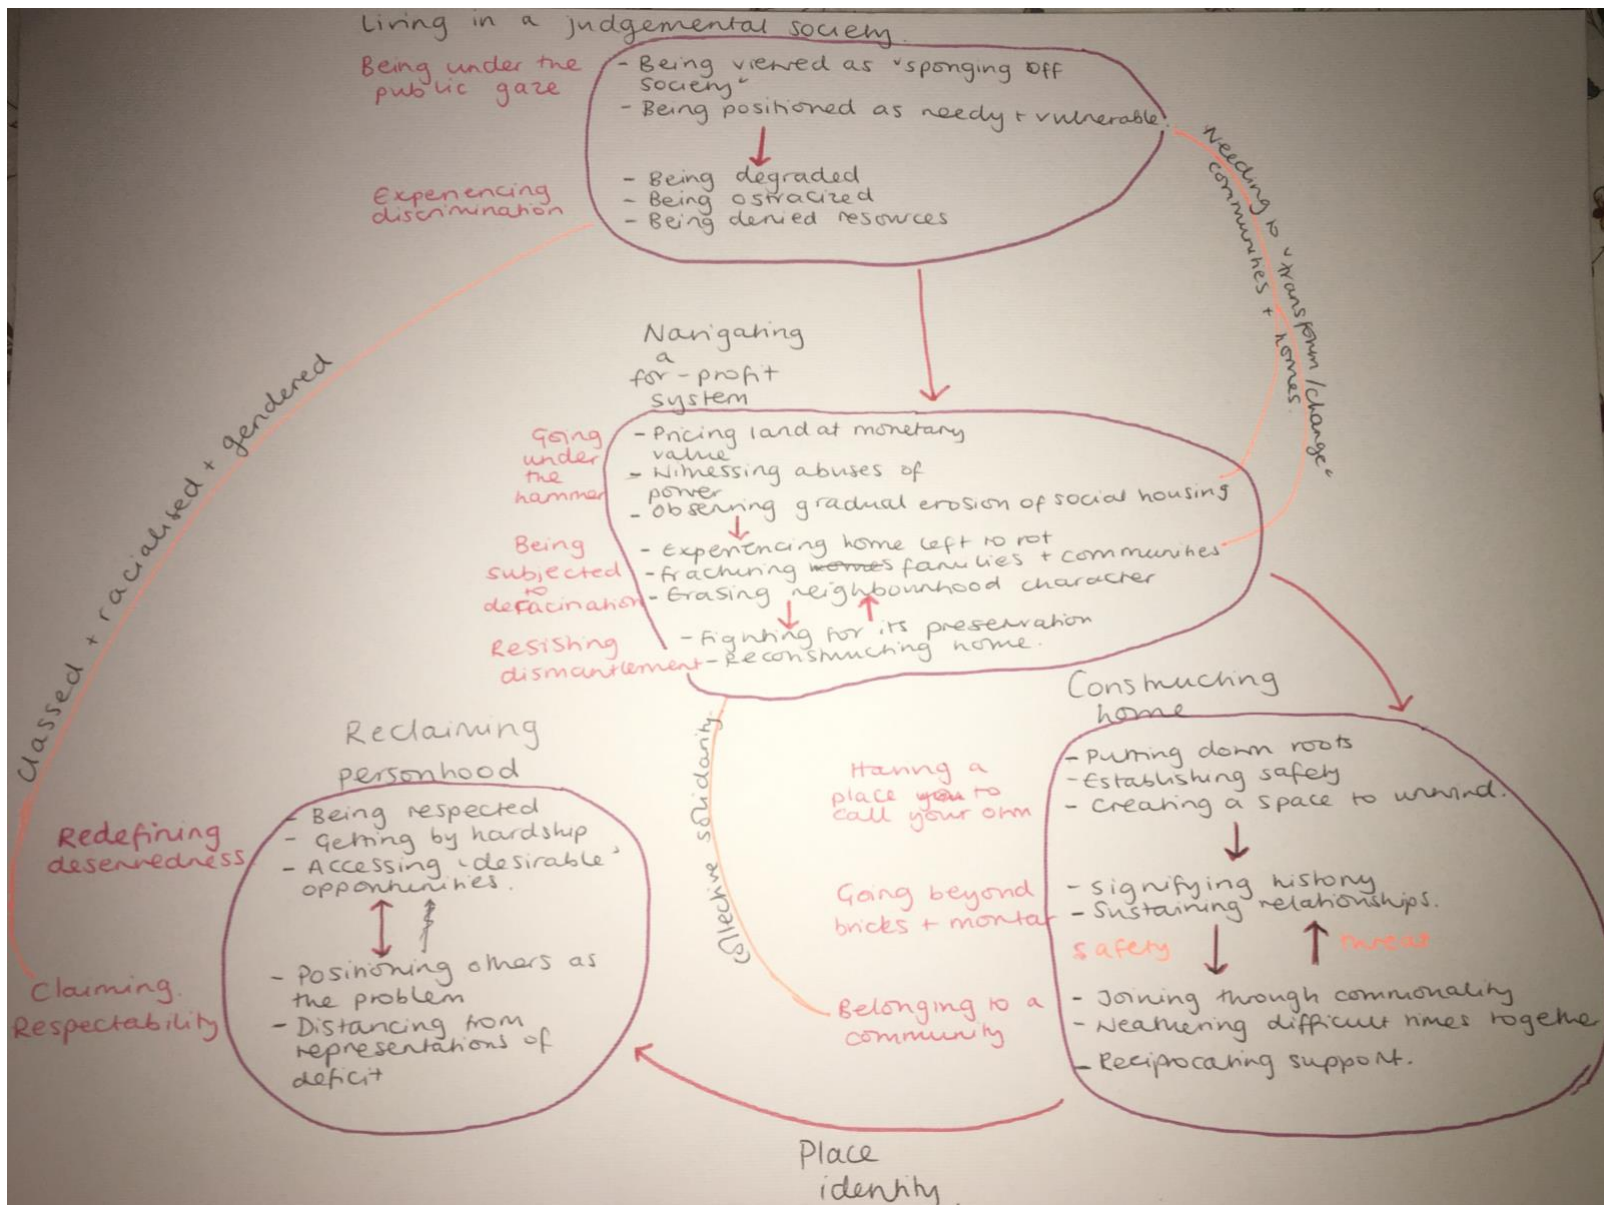 Living in a judgemental society.
Being under the
public gaze
- Being viewed as "sponging off
society"
- Being positioned as needy + vulnerable.
Experiencing
discrimination
- Being degraded
- Being ostracized
- Being denied resources
Needing to "transform/change"
communities + homes.
Classed + racialised + gendered
Navigating
a
for-profit
system
Going
under
the
hammer
- Pricing land at monetary
value
- Witnessing abuses of
power
- Observing gradual erosion of social housing
Being
subjected
to
defacination
- Experiencing home left to rot
- Fracturing homes families + communities
- Erasing neighbourhood character
Resisting
dismantlement
- Fighting for its preservation
- Reconstructing home.
Collective solidarity
Constructing
home
Having a
place you to
call your own
- Putting down roots
- Establishing safety
- Creating a space to unwind.
Going beyond
bricks + mortar
- Signifying history
- Sustaining relationships.
safety
threat
Belonging to a
community
- Joining through commonality
- Weathering difficult times together
- Reciprocating support.
Reclaiming
personhood
Redefining
deservedness
- Being respected
- Getting by hardship
- Accessing 'desirable'
opportunities.
Claiming
Respectability
- Positioning others as
the problem
- Distancing from
representations of
deficit
Place
identity